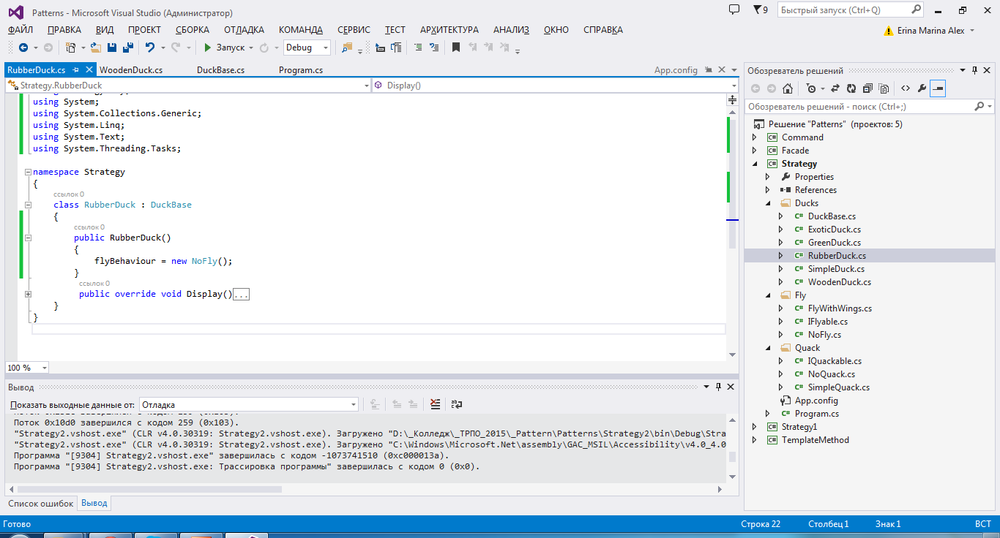 Patterns - Microsoft Visual Studio (Администратор)
9
Быстрый запуск (Ctrl+Q)
ФАЙЛ ПРАВКА ВИД ПРОЕКТ СБОРКА ОТЛАДКА КОМАНДА СЕРВИС ТЕСТ АРХИТЕКТУРА АНАЛИЗ ОКНО СПРАВКА
Erina Marina Alex
Запуск Debug
RubberDuck.cs WoodenDuck.cs DuckBase.cs Program.cs App.config
Strategy.RubberDuck Display()
using System;
using System.Collections.Generic;
using System.Linq;
using System.Text;
using System.Threading.Tasks;
namespace Strategy
{
ссылок 0
class RubberDuck : DuckBase
{
ссылок 0
public RubberDuck()
{
flyBehaviour = new NoFly();
}
ссылок 0
public override void Display()...
}
}
100 %
Вывод
Показать выходные данные от: Отладка
Поток 0x10d0 завершился с кодом 259 (0x103).
"Strategy2.vshost.exe" (CLR v4.0.30319: Strategy2.vshost.exe). Загружено "D:\_Колледж\_ТРПО_2015\_Pattern\Patterns\Strategy2\bin\Debug\Stra
"Strategy2.vshost.exe" (CLR v4.0.30319: Strategy2.vshost.exe). Загружено "C:\Windows\Microsoft.Net\assembly\GAC_MSIL\Accessibility\v4.0_4.0
Программа "[9304] Strategy2.vshost.exe" завершилась с кодом -1073741510 (0xc000013a).
Программа "[9304] Strategy2.vshost.exe: Трассировка программы" завершилась с кодом 0 (0x0).
Список ошибок Вывод
Обозреватель решений
Обозреватель решений - поиск (Ctrl+;)
Решение "Patterns" (проектов: 5)
Command
Facade
Strategy
Properties
References
Ducks
DuckBase.cs
ExoticDuck.cs
GreenDuck.cs
RubberDuck.cs
SimpleDuck.cs
WoodenDuck.cs
Fly
FlyWithWings.cs
IFlyable.cs
NoFly.cs
Quack
IQuackable.cs
NoQuack.cs
SimpleQuack.cs
App.config
Program.cs
Strategy1
TemplateMethod
Готово Строка 22 Столбец 1 Знак 1 ВСТ